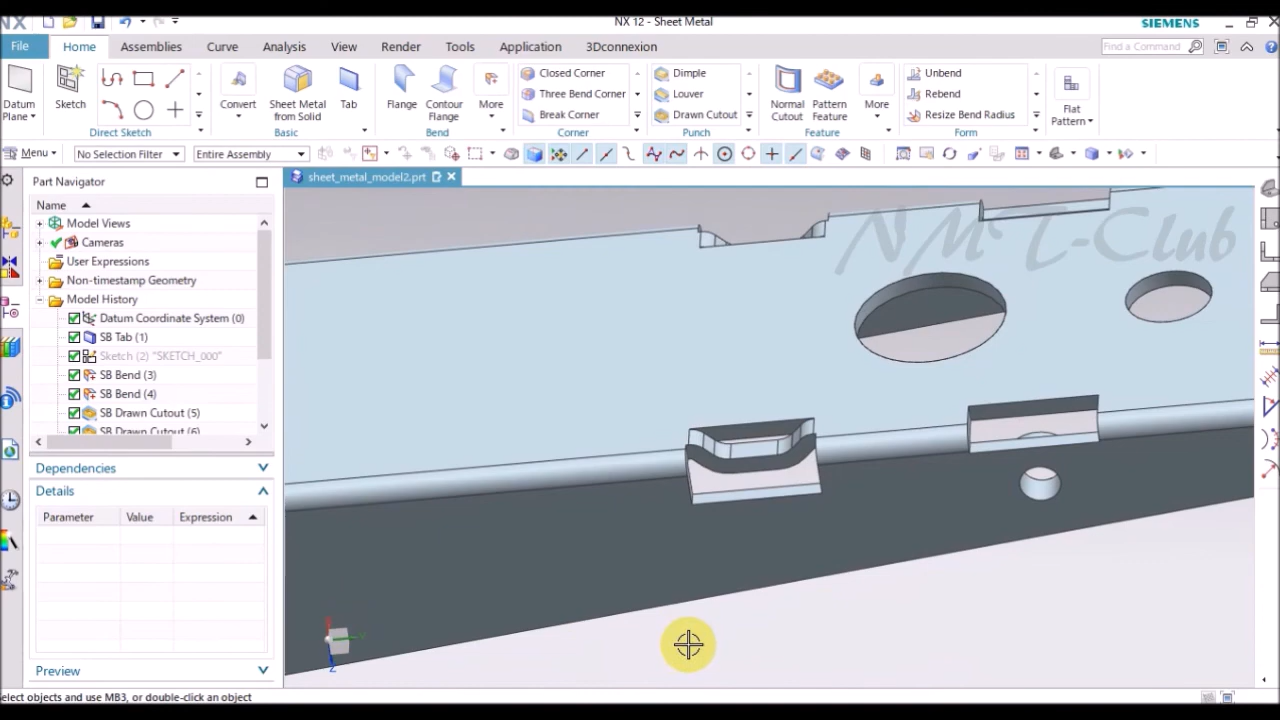 NX
NX 12 - Sheet Metal
SIEMENS
File Home Assemblies Curve Analysis View Render Tools Application 3Dconnexion
Find a Command
Datum Plane
Sketch
Direct Sketch
Convert
Sheet Metal from Solid
Tab
Basic
Flange
Contour Flange
More
Bend
Closed Corner
Three Bend Corner
Break Corner
Corner
Dimple
Louver
Drawn Cutout
Punch
Normal Cutout
Pattern Feature
More
Feature
Unbend
Rebend
Resize Bend Radius
Form
Flat Pattern
Menu
No Selection Filter
Entire Assembly
Part Navigator
sheet_metal_model2.prt
Name
Model Views
Cameras
User Expressions
Non-timestamp Geometry
Model History
Datum Coordinate System (0)
SB Tab (1)
Sketch (2) "SKETCH_000"
SB Bend (3)
SB Bend (4)
SB Drawn Cutout (5)
SB Drawn Cutout (6)
Dependencies
Details
Parameter Value Expression
Preview
NMT-Club
Z
elect objects and use MB3, or double-click an object